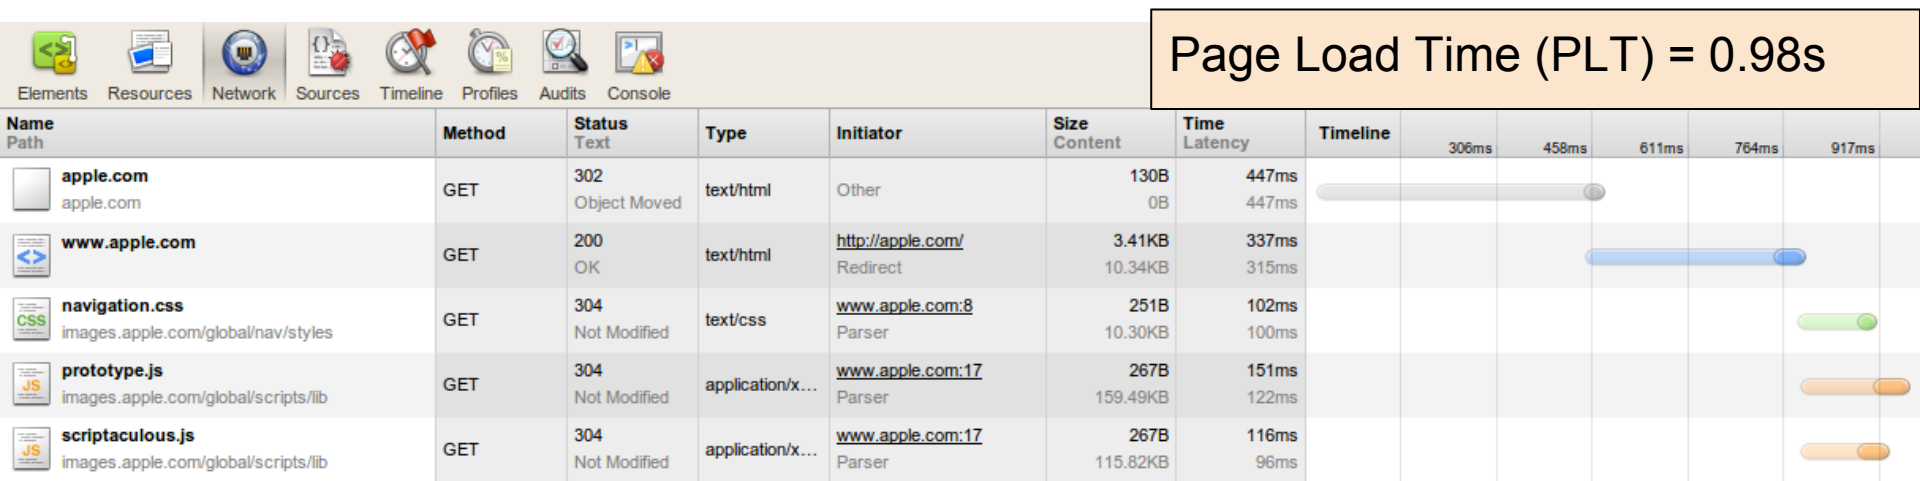 Page Load Time (PLT) = 0.98s
Elements Resources Network Sources Timeline Profiles Audits Console
Name Method Status Type Initiator Size Time Timeline
Path Text Content Latency 306ms 458ms 611ms 764ms 917ms
apple.com GET 302 text/html Other 130B 447ms
apple.com Object Moved 0B 447ms
www.apple.com GET 200 text/html http://apple.com/ 3.41KB 337ms
OK Redirect 10.34KB 315ms
navigation.css GET 304 text/css www.apple.com:8 251B 102ms
images.apple.com/global/nav/styles Not Modified Parser 10.30KB 100ms
prototype.js GET 304 application/x... www.apple.com:17 267B 151ms
images.apple.com/global/scripts/lib Not Modified Parser 159.49KB 122ms
scriptaculous.js GET 304 application/x... www.apple.com:17 267B 116ms
images.apple.com/global/scripts/lib Not Modified Parser 115.82KB 96ms
CSS
JS
JS